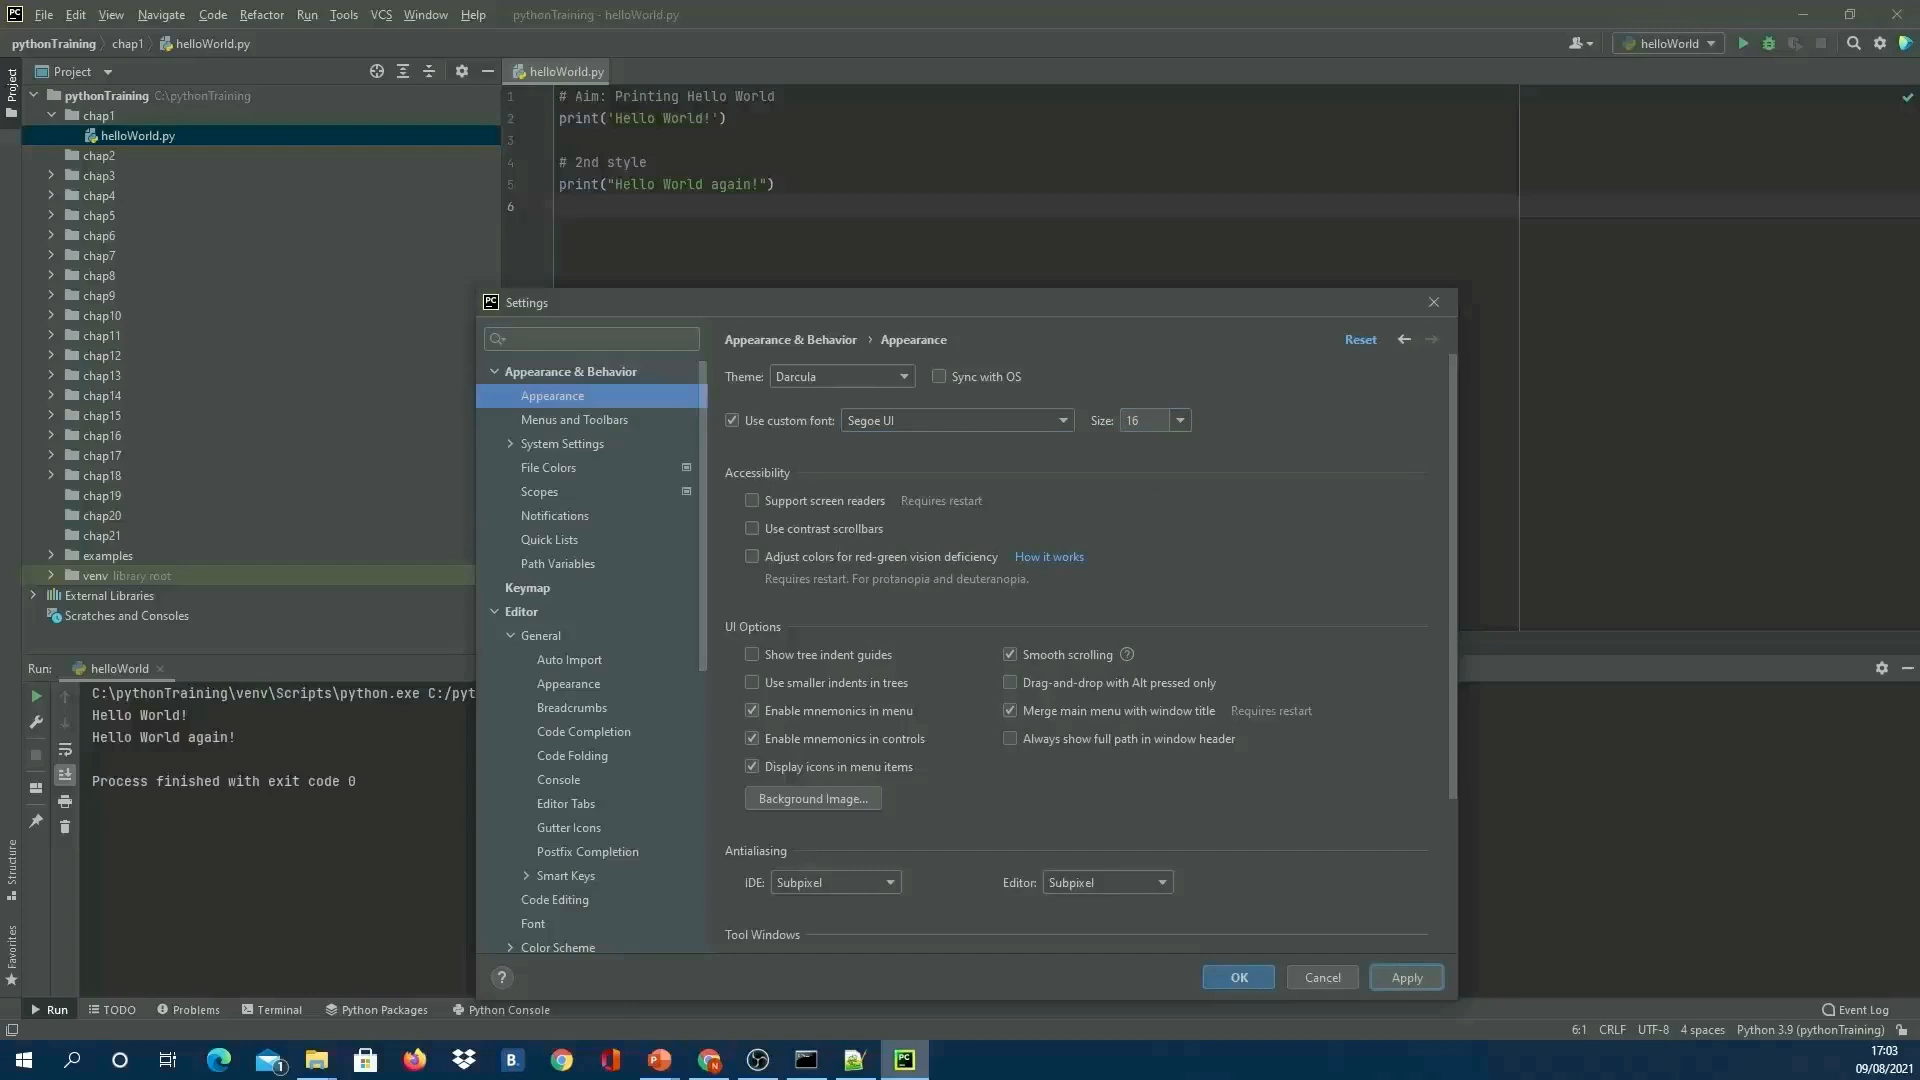 PC File Edit View Navigate Code Refactor Run Tools VCS Window Help pythonTraining - helloWorld.py
pythonTraining chap1 helloWorld.py helloWorld
Project
Project
pythonTraining C:\pythonTraining
chap1
helloWorld.py
chap2
chap3
chap4
chap5
chap6
chap7
chap8
chap9
chap10
chap11
chap12
chap13
chap14
chap15
chap16
chap17
chap18
chap19
chap20
chap21
examples
venv library root
External Libraries
Scratches and Consoles
helloWorld.py
1 # Aim: Printing Hello World
2 print('Hello World!')
3
4 # 2nd style
5 print("Hello World again!")
6
PC Settings
Appearance & Behavior
Appearance
Menus and Toolbars
System Settings
File Colors
Scopes
Notifications
Quick Lists
Path Variables
Keymap
Editor
General
Auto Import
Appearance
Breadcrumbs
Code Completion
Code Folding
Console
Editor Tabs
Gutter Icons
Postfix Completion
Smart Keys
Code Editing
Font
Color Scheme
Appearance & Behavior › Appearance Reset
Theme: Darcula Sync with OS
Use custom font: Segoe UI Size: 16
Accessibility
Support screen readers Requires restart
Use contrast scrollbars
Adjust colors for red-green vision deficiency How it works
Requires restart. For protanopia and deuteranopia.
UI Options
Show tree indent guides Smooth scrolling ?
Use smaller indents in trees Drag-and-drop with Alt pressed only
Enable mnemonics in menu Merge main menu with window title Requires restart
Enable mnemonics in controls Always show full path in window header
Display icons in menu items
Background Image...
Antialiasing
IDE: Subpixel Editor: Subpixel
Tool Windows
? OK Cancel Apply
Run: helloWorld
C:\pythonTraining\venv\Scripts\python.exe C:/pyt
Hello World!
Hello World again!
Process finished with exit code 0
Structure
Favorites
Run TODO Problems Terminal Python Packages Python Console Event Log
6:1 CRLF UTF-8 4 spaces Python 3.9 (pythonTraining)
1 B. P N PC
17:03
09/08/2021